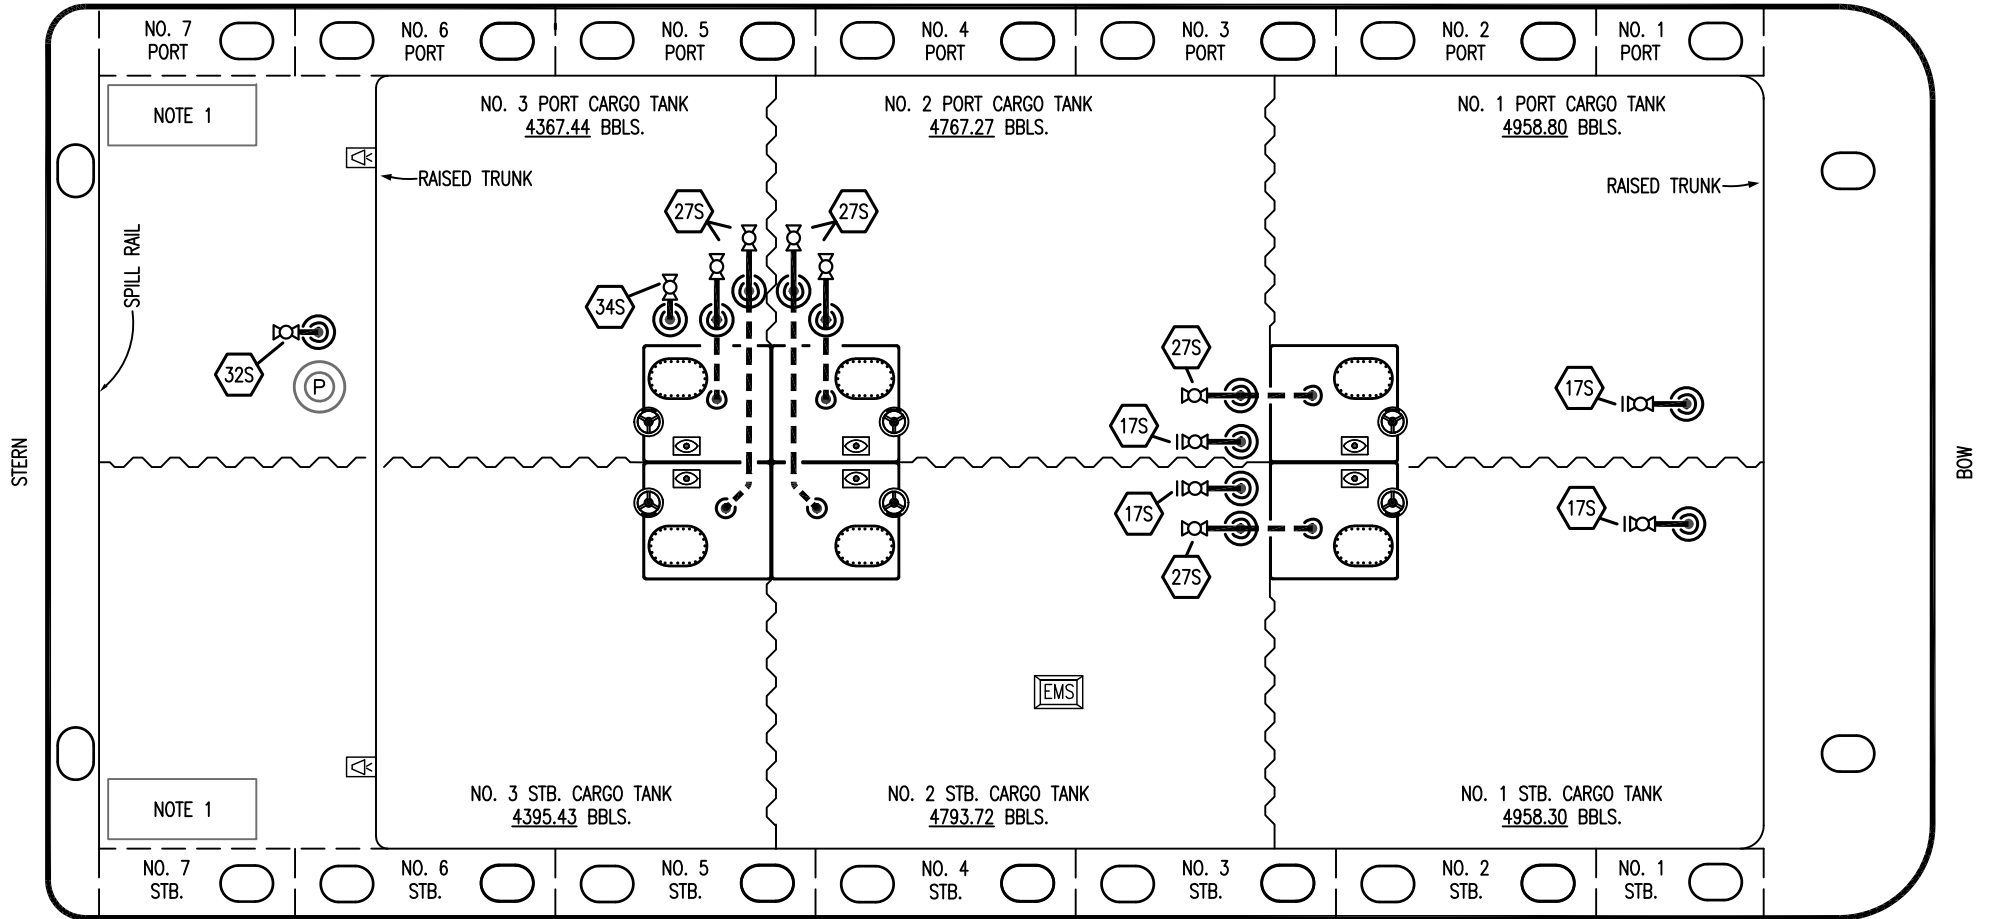 NO. 7
PORT
NO. 6
PORT
NO. 5
PORT
NO. 4
PORT
NO. 3
PORT
NO. 2
PORT
NO. 1
PORT
NOTE 1
NO. 3 PORT CARGO TANK
4367.44 BBLS.
NO. 2 PORT CARGO TANK
4767.27 BBLS.
NO. 1 PORT CARGO TANK
4958.80 BBLS.
RAISED TRUNK
RAISED TRUNK
SPILL RAIL
27S
27S
34S
32S
P
27S
17S
17S
STERN
BOW
17S
27S
17S
EMS
NOTE 1
NO. 3 STB. CARGO TANK
4395.43 BBLS.
NO. 2 STB. CARGO TANK
4793.72 BBLS.
NO. 1 STB. CARGO TANK
4958.30 BBLS.
NO. 7
STB.
NO. 6
STB.
NO. 5
STB.
NO. 4
STB.
NO. 3
STB.
NO. 2
STB.
NO. 1
STB.